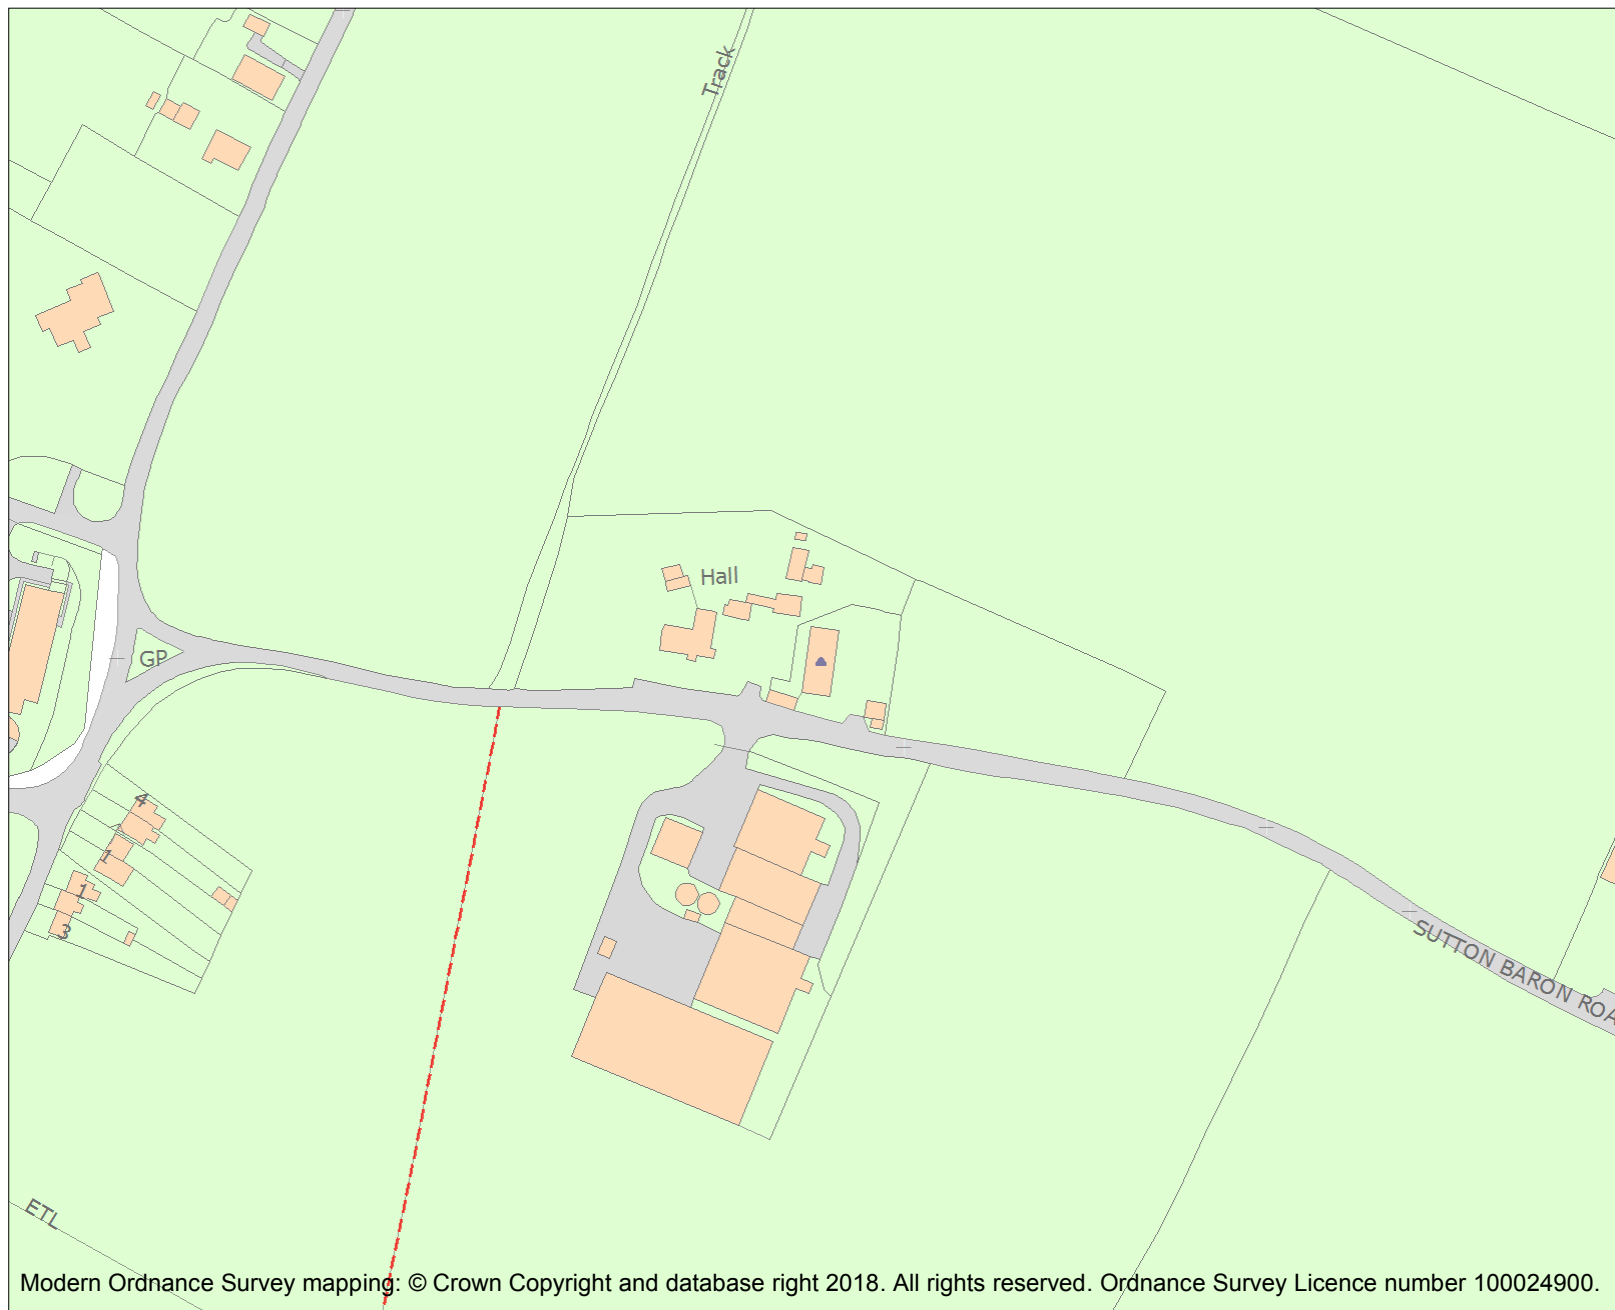 Track
Hall
GP
4
1
1
3
SUTTON BARON ROA
ETL
Modern Ordnance Survey mapping: © Crown Copyright and database right 2018. All rights reserved. Ordnance Survey Licence number 100024900.